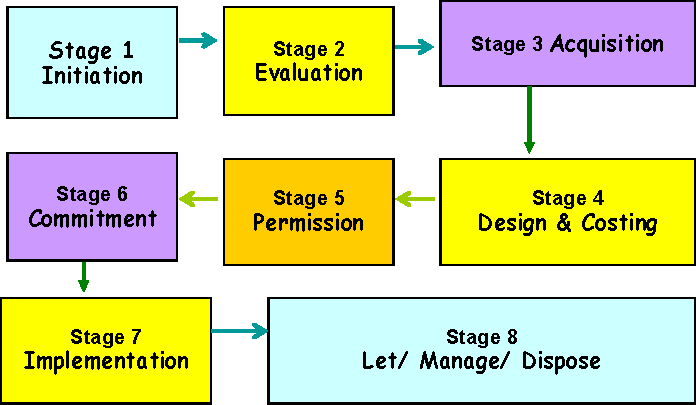 Stage 1
Initiation
Stage 2
Evaluation
Stage 3 Acquisition
Stage 6
Commitment
Stage 5
Permission
Stage 4
Design & Costing
Stage 7
Implementation
Stage 8
Let/ Manage/ Dispose